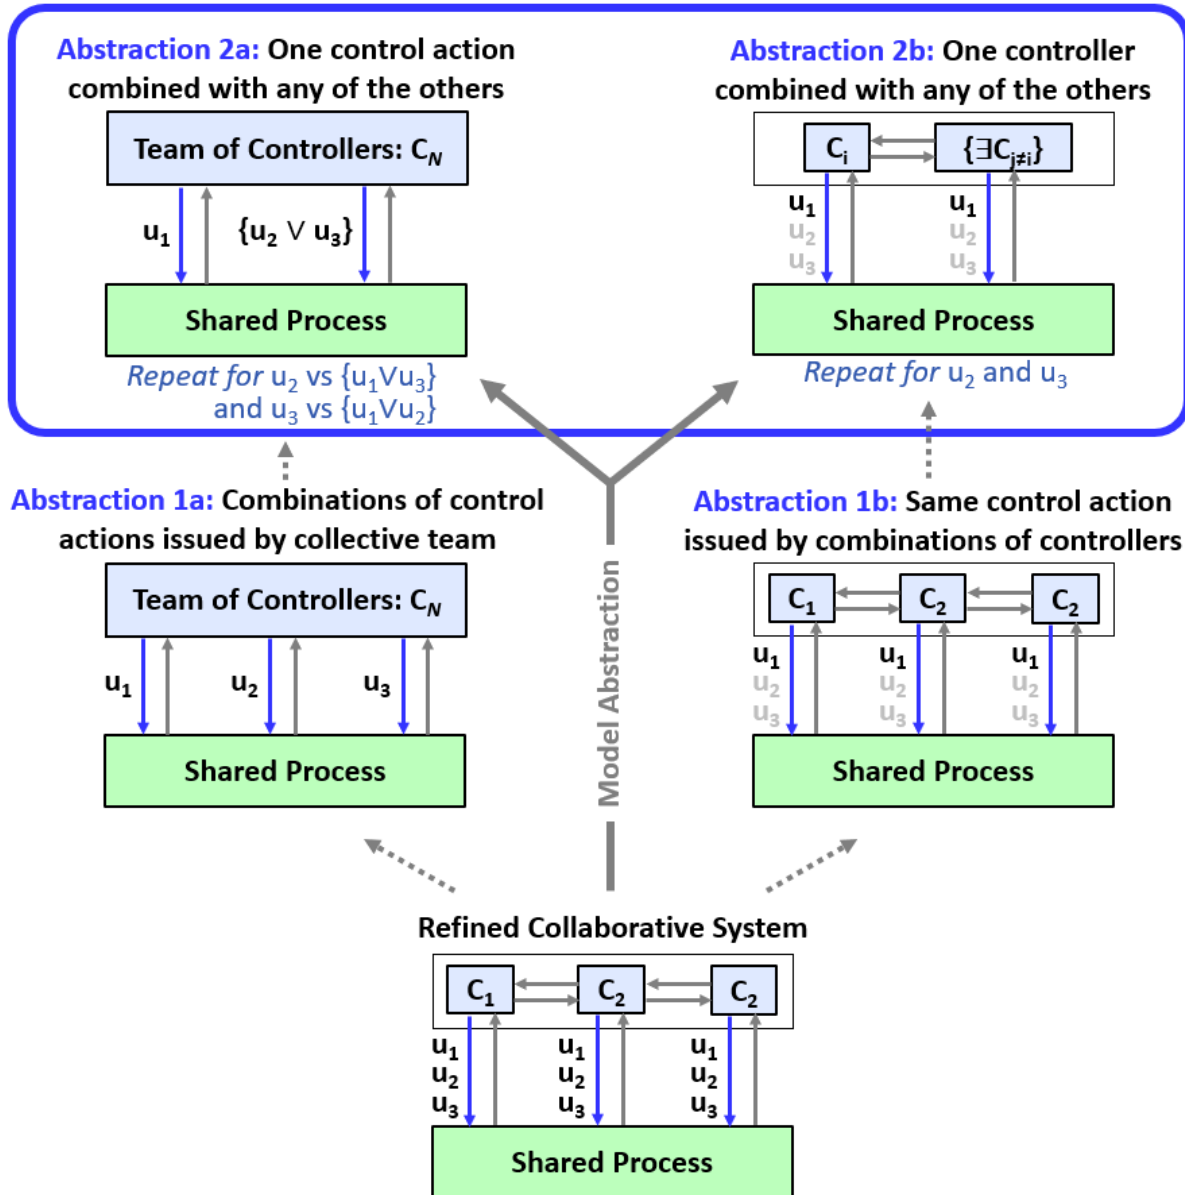 Abstraction 2a: One control action
combined with any of the others
Team of Controllers: C_N
u₁ {u₂ ∨ u₃}
Shared Process
Repeat for u₂ vs {u₁∨u₃}
and u₃ vs {u₁∨u₂}
Abstraction 2b: One controller
combined with any of the others
Cᵢ {∃C_j≠i}
u₁ u₁
u₂ u₂
u₃ u₃
Shared Process
Repeat for u₂ and u₃
Abstraction 1a: Combinations of control
actions issued by collective team
Team of Controllers: C_N
u₁ u₂ u₃
Shared Process
Model Abstraction
Abstraction 1b: Same control action
issued by combinations of controllers
C₁ C₂ C₂
u₁ u₁ u₁
u₂ u₂ u₂
u₃ u₃ u₃
Shared Process
Refined Collaborative System
C₁ C₂ C₂
u₁ u₁ u₁
u₂ u₂ u₂
u₃ u₃ u₃
Shared Process